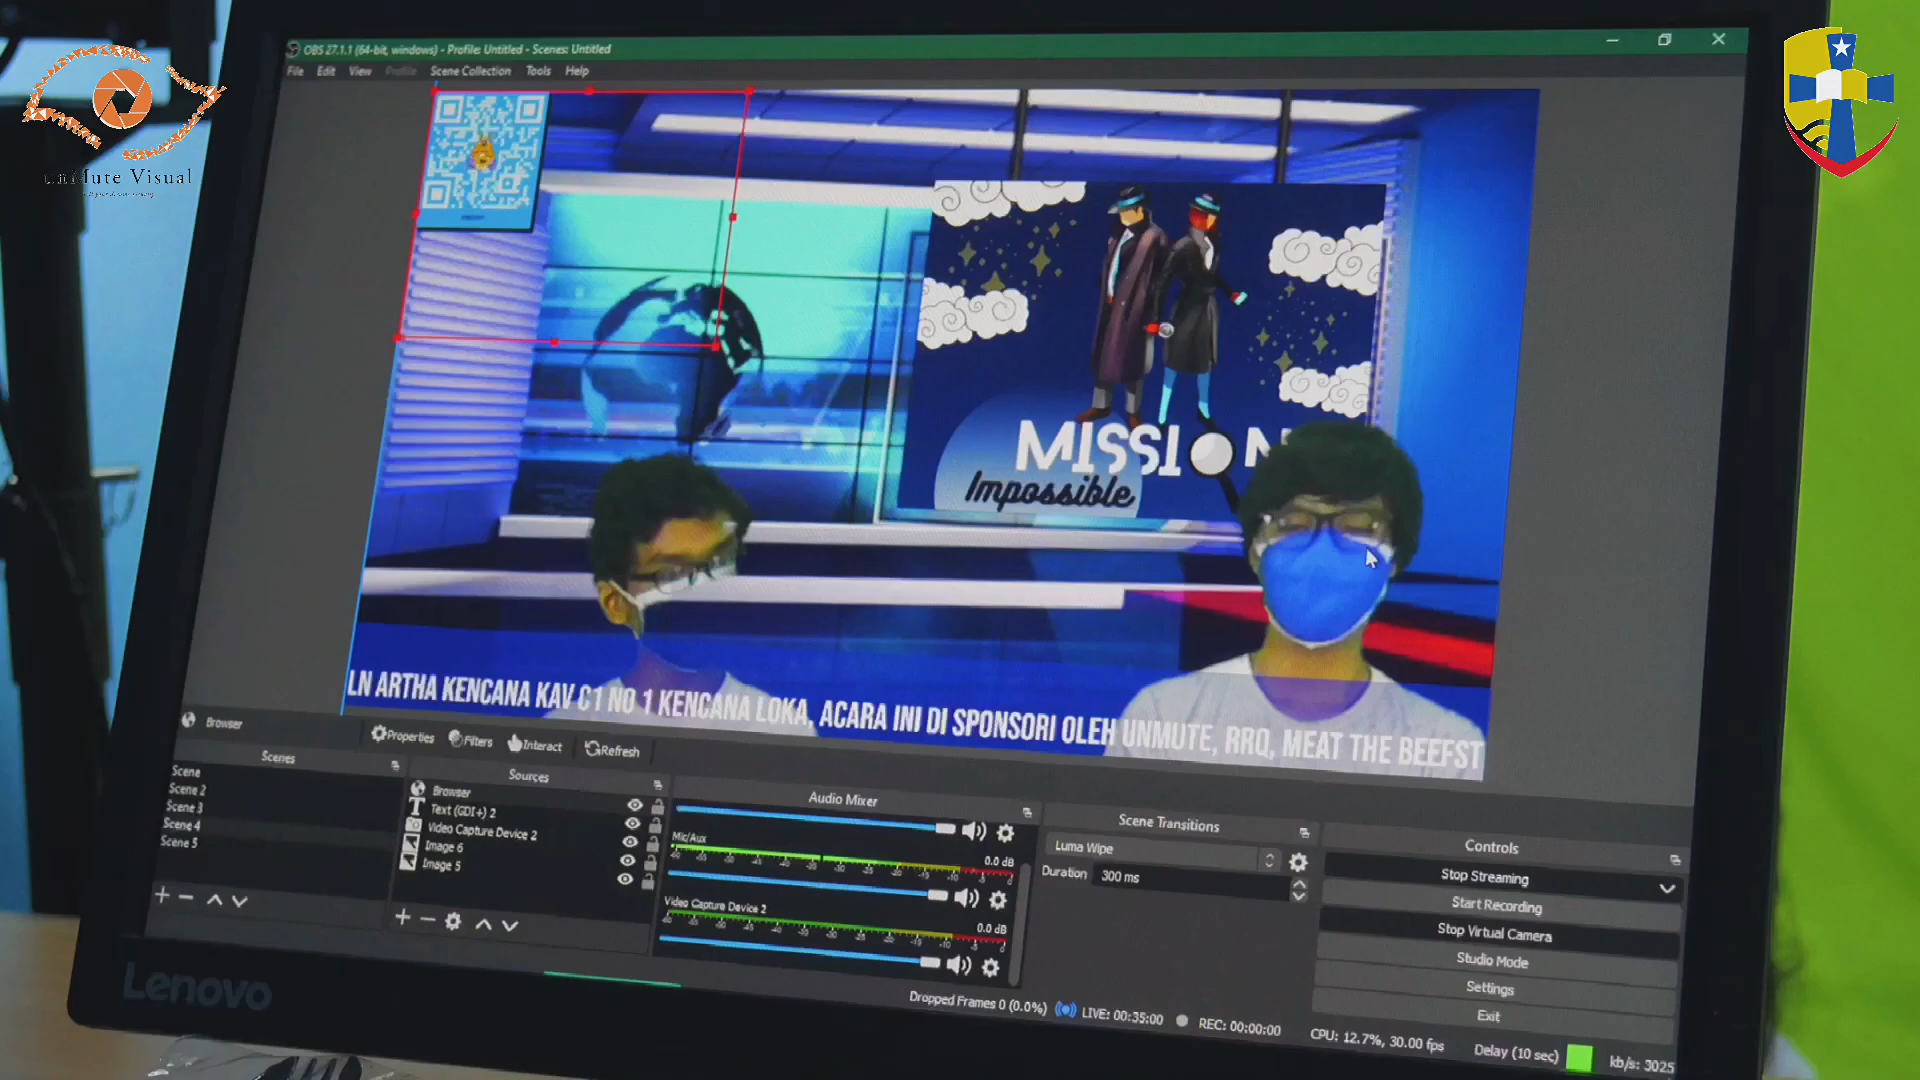 OBS 27.1.1 (64-bit, windows) - Profile: Untitled - Scenes: Untitled
File Edit View Profile Scene Collection Tools Help
unMute Visual
MISSION
Impossible
LN ARTHA KENCANA KAV C1 NO 1 KENCANA LOKA, ACARA INI DI SPONSORI OLEH UNMUTE, RRQ, MEAT THE BEEFST
Browser
Properties Filters Interact Refresh
Scenes
Scene
Scene 2
Scene 3
Scene 4
Scene 5
Sources
Browser
Text (GDI+) 2
Video Capture Device 2
Image 6
Image 5
Audio Mixer
Mic/Aux 0.0 dB
Video Capture Device 2 0.0 dB
Scene Transitions
Luma Wipe
Duration 300 ms
Controls
Stop Streaming
Start Recording
Stop Virtual Camera
Studio Mode
Settings
Exit
Dropped Frames 0 (0.0%) LIVE: 00:35:00 REC: 00:00:00 CPU: 12.7%, 30.00 fps Delay (10 sec) kb/s: 3025
Lenovo